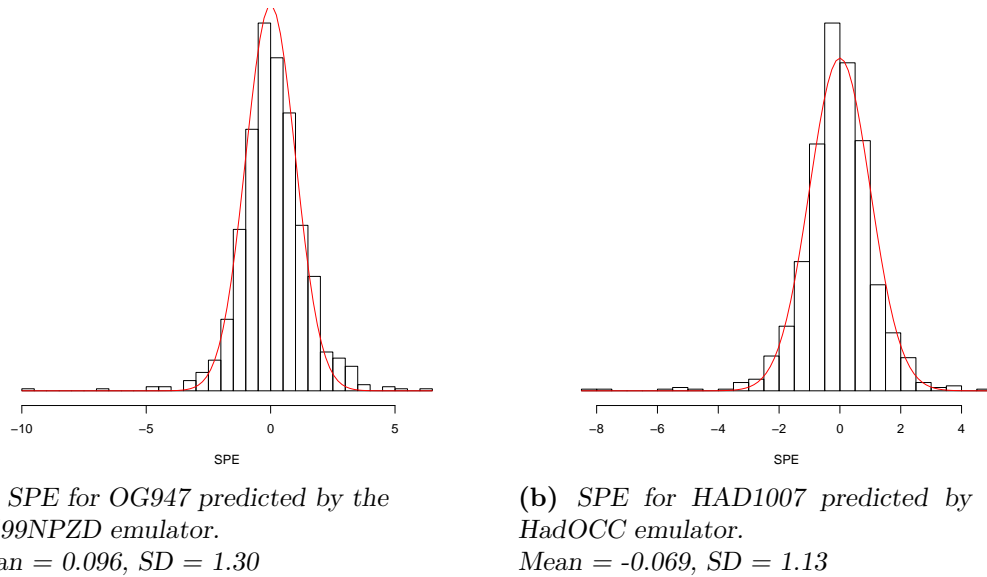 −10 −5 0 5
SPE
−8 −6 −4 −2 0 2 4
SPE
SPE for OG947 predicted by the
99NPZD emulator.
an = 0.096, SD = 1.30
(b) SPE for HAD1007 predicted by
HadOCC emulator.
Mean = -0.069, SD = 1.13